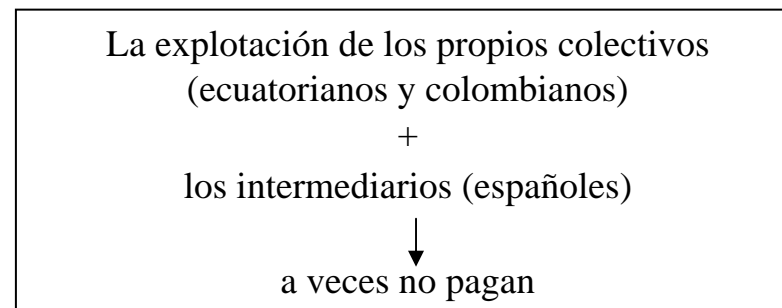 La explotación de los propios colectivos
(ecuatorianos y colombianos)
+
los intermediarios (españoles)
a veces no pagan